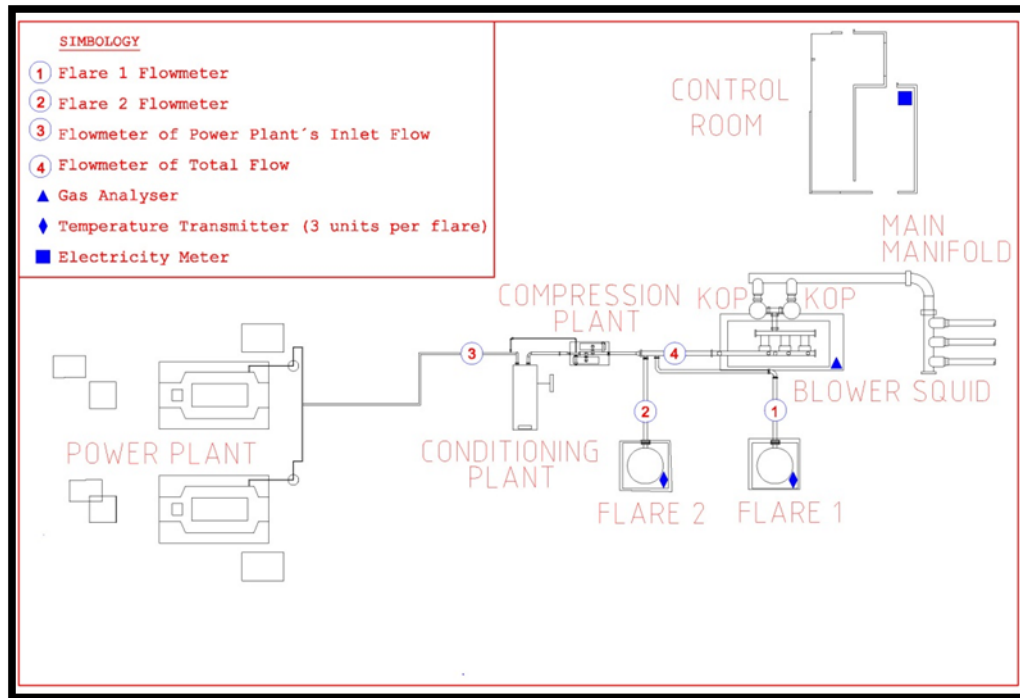 SIMBOLOGY
1 Flare 1 Flowmeter
2 Flare 2 Flowmeter
3 Flowmeter of Power Plant´s Inlet Flow
4 Flowmeter of Total Flow
Gas Analyser
Temperature Transmitter (3 units per flare)
Electricity Meter
CONTROL
ROOM
MAIN
MANIFOLD
COMPRESSION
PLANT
KOP KOP
3
4
BLOWER SQUID
2
1
POWER PLANT
CONDITIONING
PLANT
FLARE 2
FLARE 1